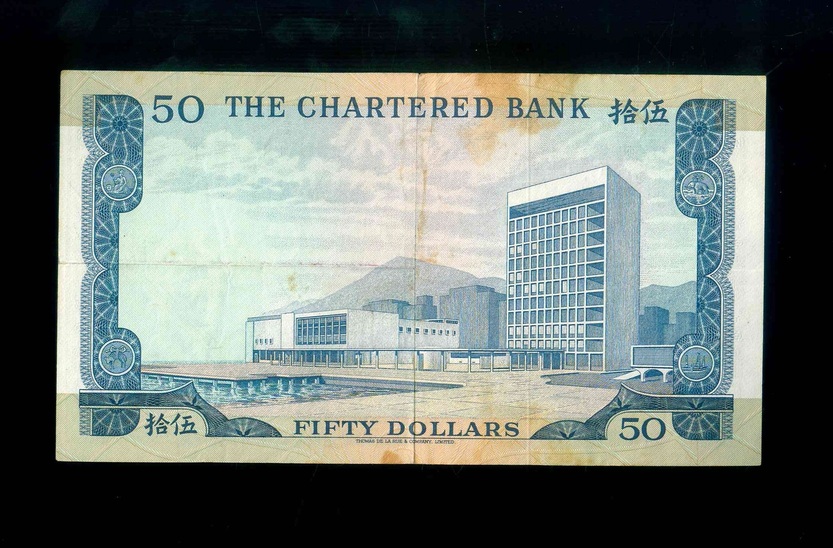 50 THE CHARTERED BANK 拾伍
拾伍 FIFTY DOLLARS 50
THOMAS DE LA RUE & COMPANY, LIMITED.